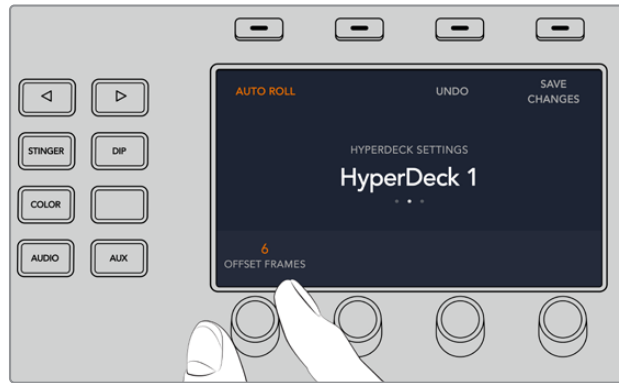 AUTO ROLL
UNDO
SAVE
CHANGES
STINGER
DIP
HYPERDECK SETTINGS
HyperDeck 1
COLOR
AUDIO
AUX
6
OFFSET FRAMES